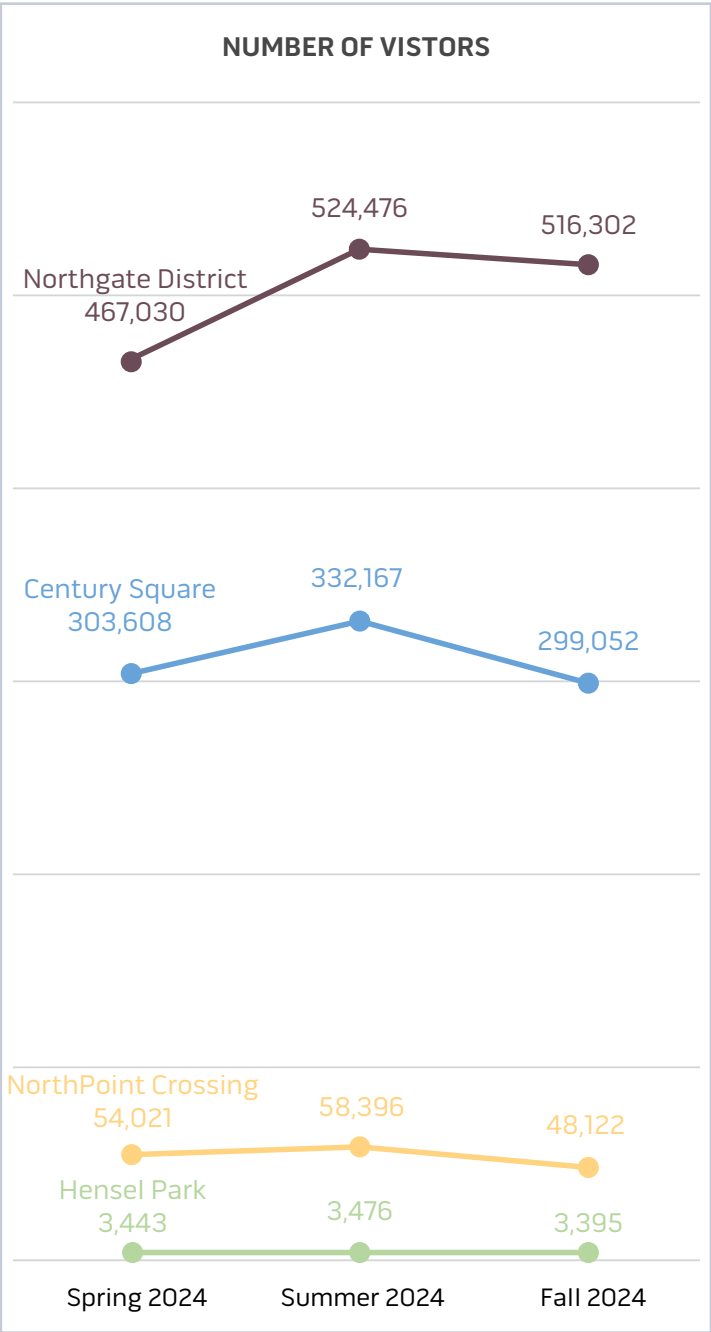 NUMBER OF VISTORS
524,476
516,302
Northgate District
467,030
Century Square
303,608
332,167
299,052
NorthPoint Crossing
54,021
58,396
48,122
Hensel Park
3,443
3,476
3,395
Spring 2024
Summer 2024
Fall 2024